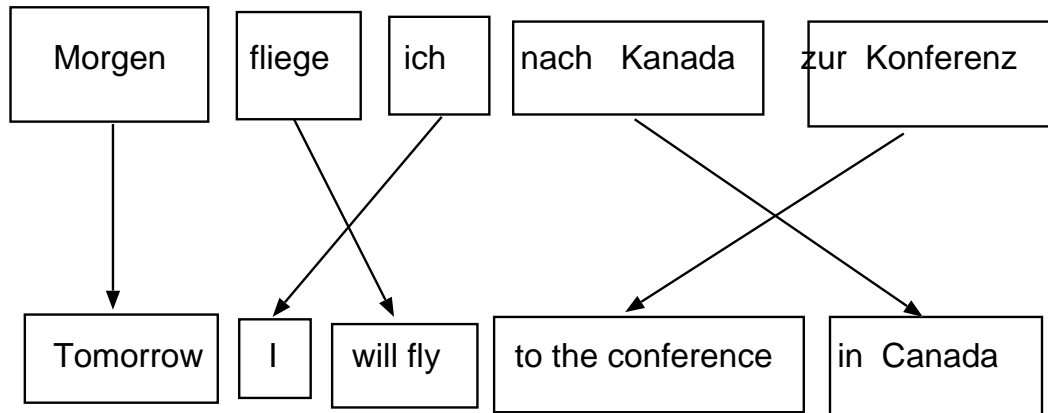 Morgen fliege ich nach Kanada zur Konferenz
Tomorrow I will fly to the conference in Canada